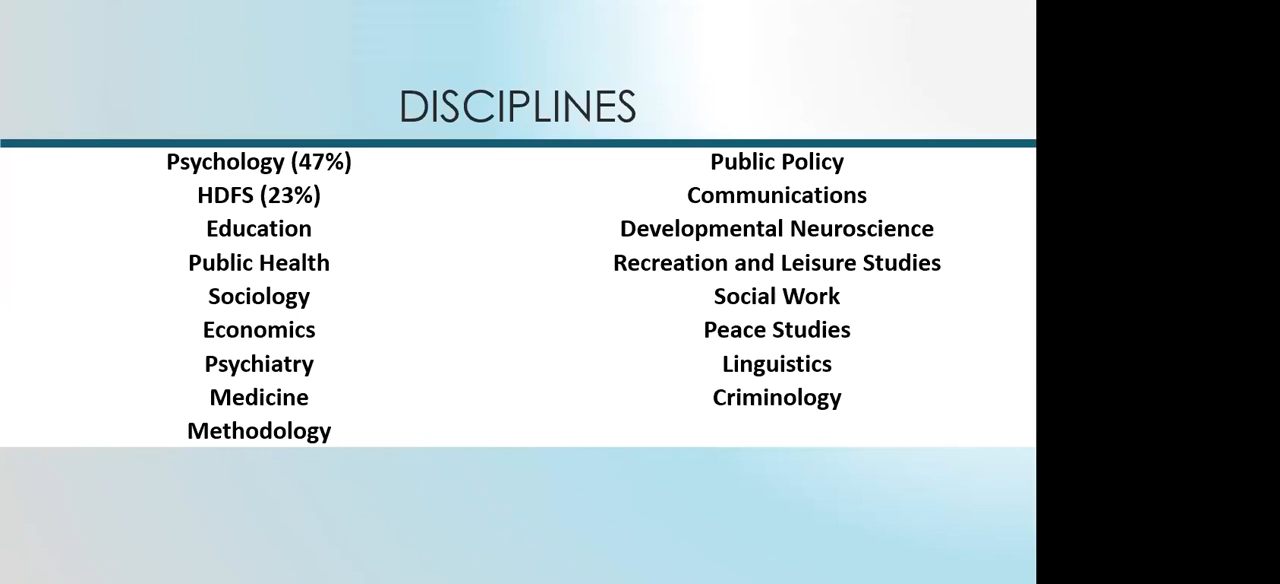 DISCIPLINES
Psychology (47%)
HDFS (23%)
Education
Public Health
Sociology
Economics
Psychiatry
Medicine
Methodology
Public Policy
Communications
Developmental Neuroscience
Recreation and Leisure Studies
Social Work
Peace Studies
Linguistics
Criminology